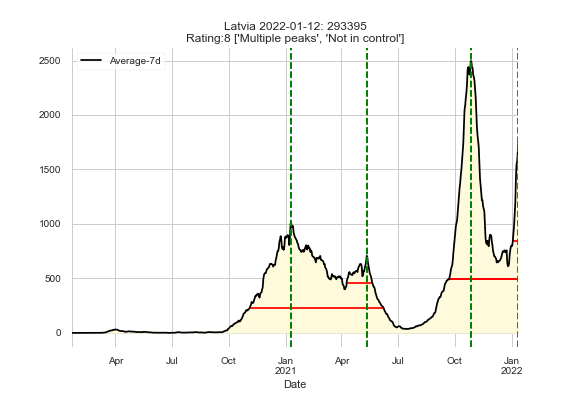 Latvia 2022-01-12: 293395
Rating:8 ['Multiple peaks', 'Not in control']
Average-7d
2500
2000
1500
1000
500
0
Apr Jul Oct Jan Apr Jul Oct Jan
2021 2022
Date